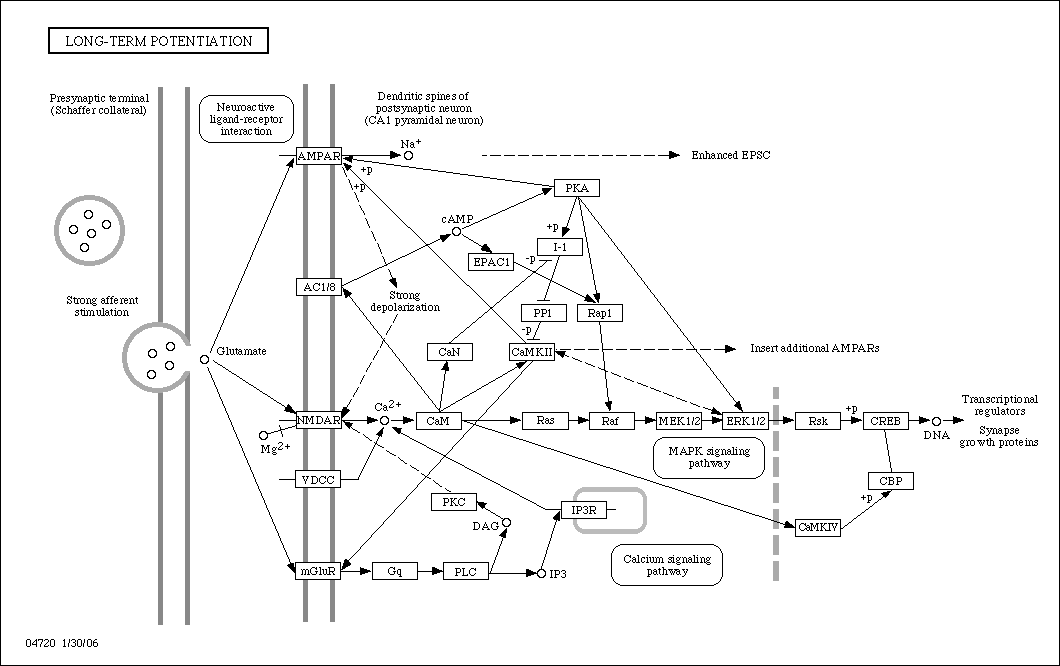 LONG-TERM POTENTIATION
Presynaptic terminal
(Schaffer collateral)
Neuroactive
ligand-receptor
interaction
Dendritic spines of
postsynaptic neuron
(CA1 pyramidal neuron)
AMPAR
Na+
+p
+p
Enhanced EPSC
PKA
cAMP
+p
I-1
EPAC1
-p
AC1/8
Strong
depolarization
Strong afferent
stimulation
PP1
Rap1
-p
Glutamate
CaN
CaMKII
Insert additional AMPARs
NMDAR
Ca2+
CaM
Ras
Raf
MEK1/2
ERK1/2
Rsk
+p
CREB
DNA
Transcriptional
regulators
Synapse
growth proteins
Mg2+
MAPK signaling
pathway
VDCC
CBP
+p
PKC
DAG
IP3R
CaMKIV
mGluR
Gq
PLC
IP3
Calcium signaling
pathway
04720 1/30/06